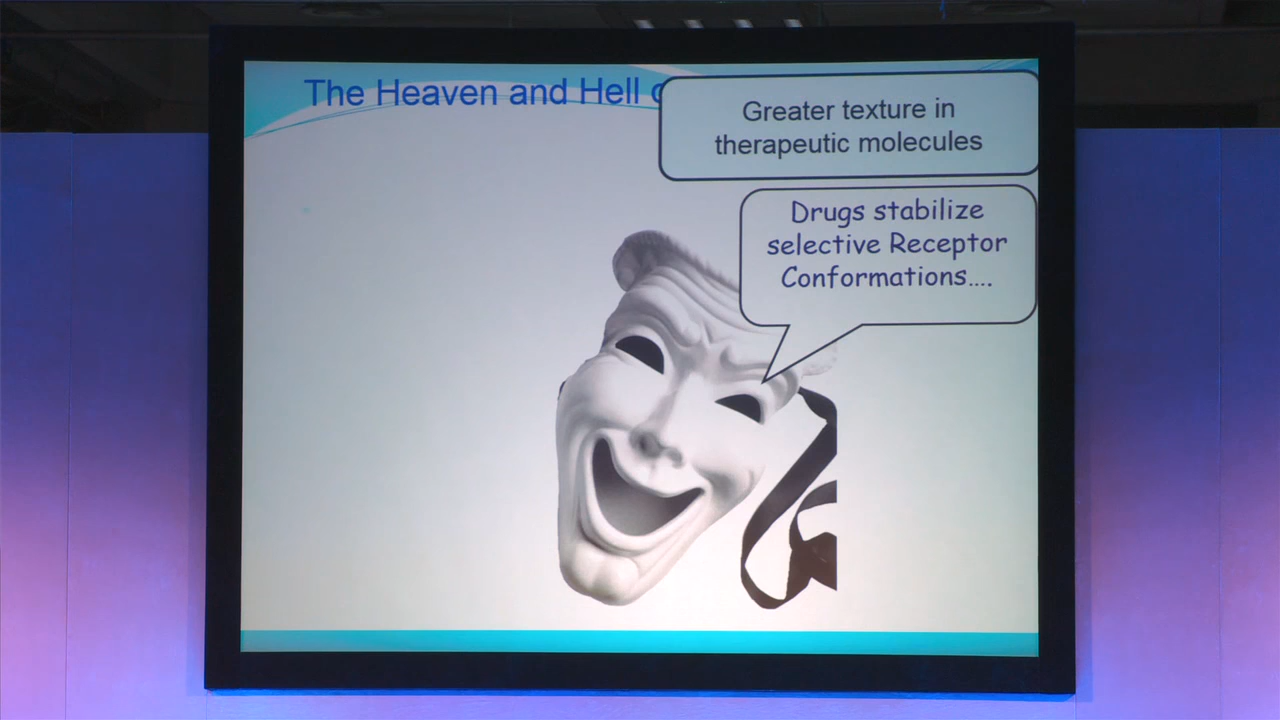 The Heaven and Hell
Greater texture in
therapeutic molecules
Drugs stabilize
selective Receptor
Conformations....